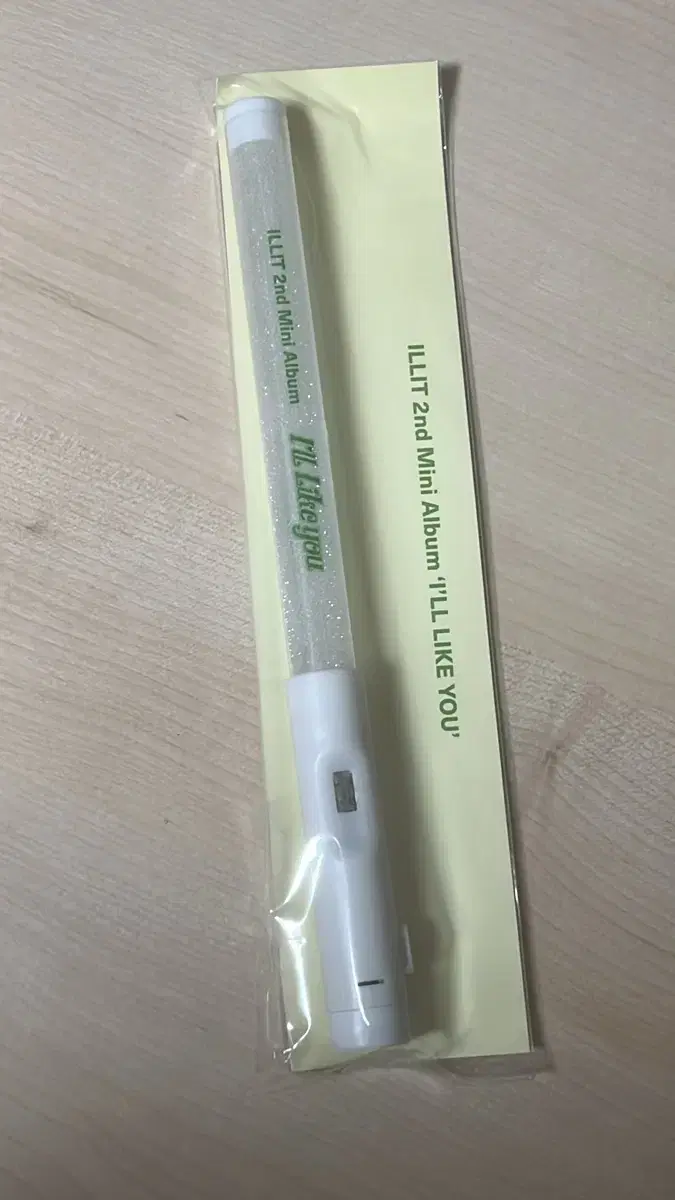 ILLIT 2nd Mini Album
I'LL Like you
ILLIT 2nd Mini Album ‘I’LL LIKE YOU’